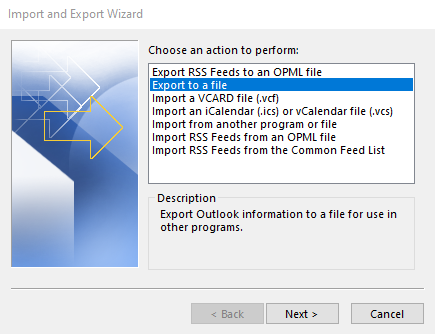 Import and Export Wizard
Choose an action to perform:
Export RSS Feeds to an OPML file
Export to a file
Import a VCARD file (.vcf)
Import an iCalendar (.ics) or vCalendar file (.vcs)
Import from another program or file
Import RSS Feeds from an OPML file
Import RSS Feeds from the Common Feed List
Description
Export Outlook information to a file for use in
other programs.
< Back
Next >
Cancel